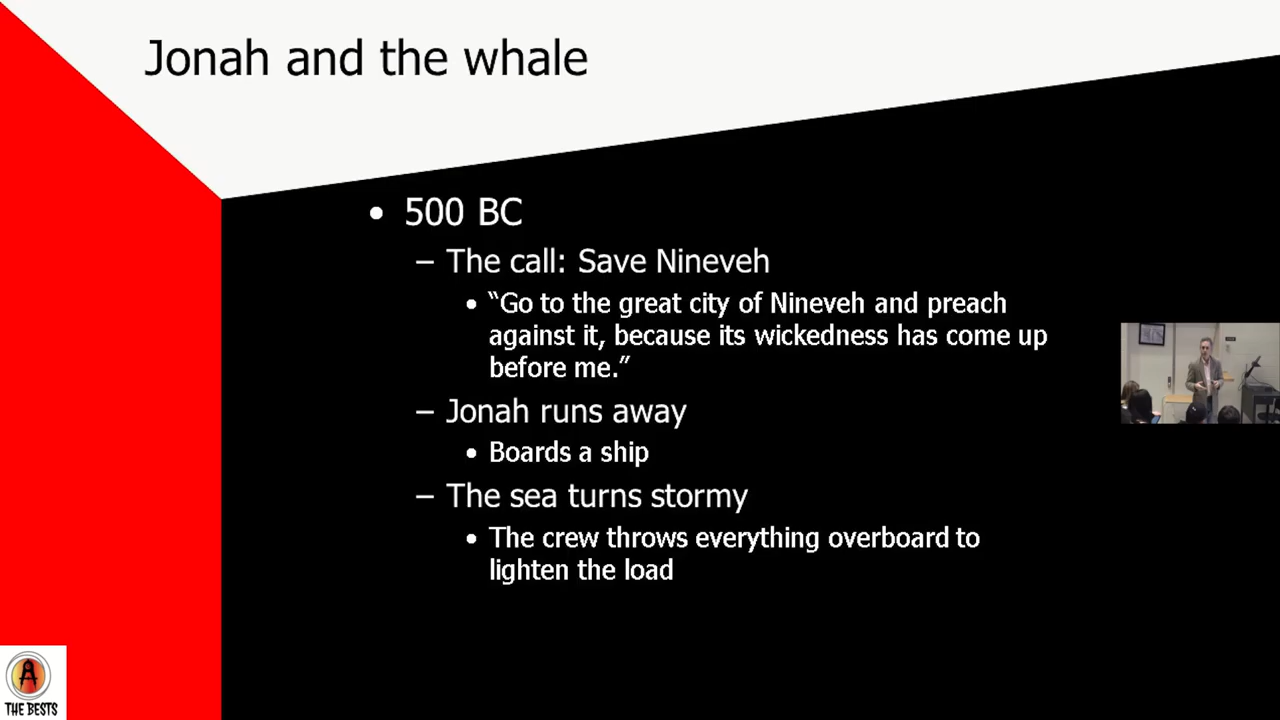 Jonah and the whale
• 500 BC
– The call: Save Nineveh
• “Go to the great city of Nineveh and preach
against it, because its wickedness has come up
before me.”
– Jonah runs away
• Boards a ship
– The sea turns stormy
• The crew throws everything overboard to
lighten the load
A
THE BESTS